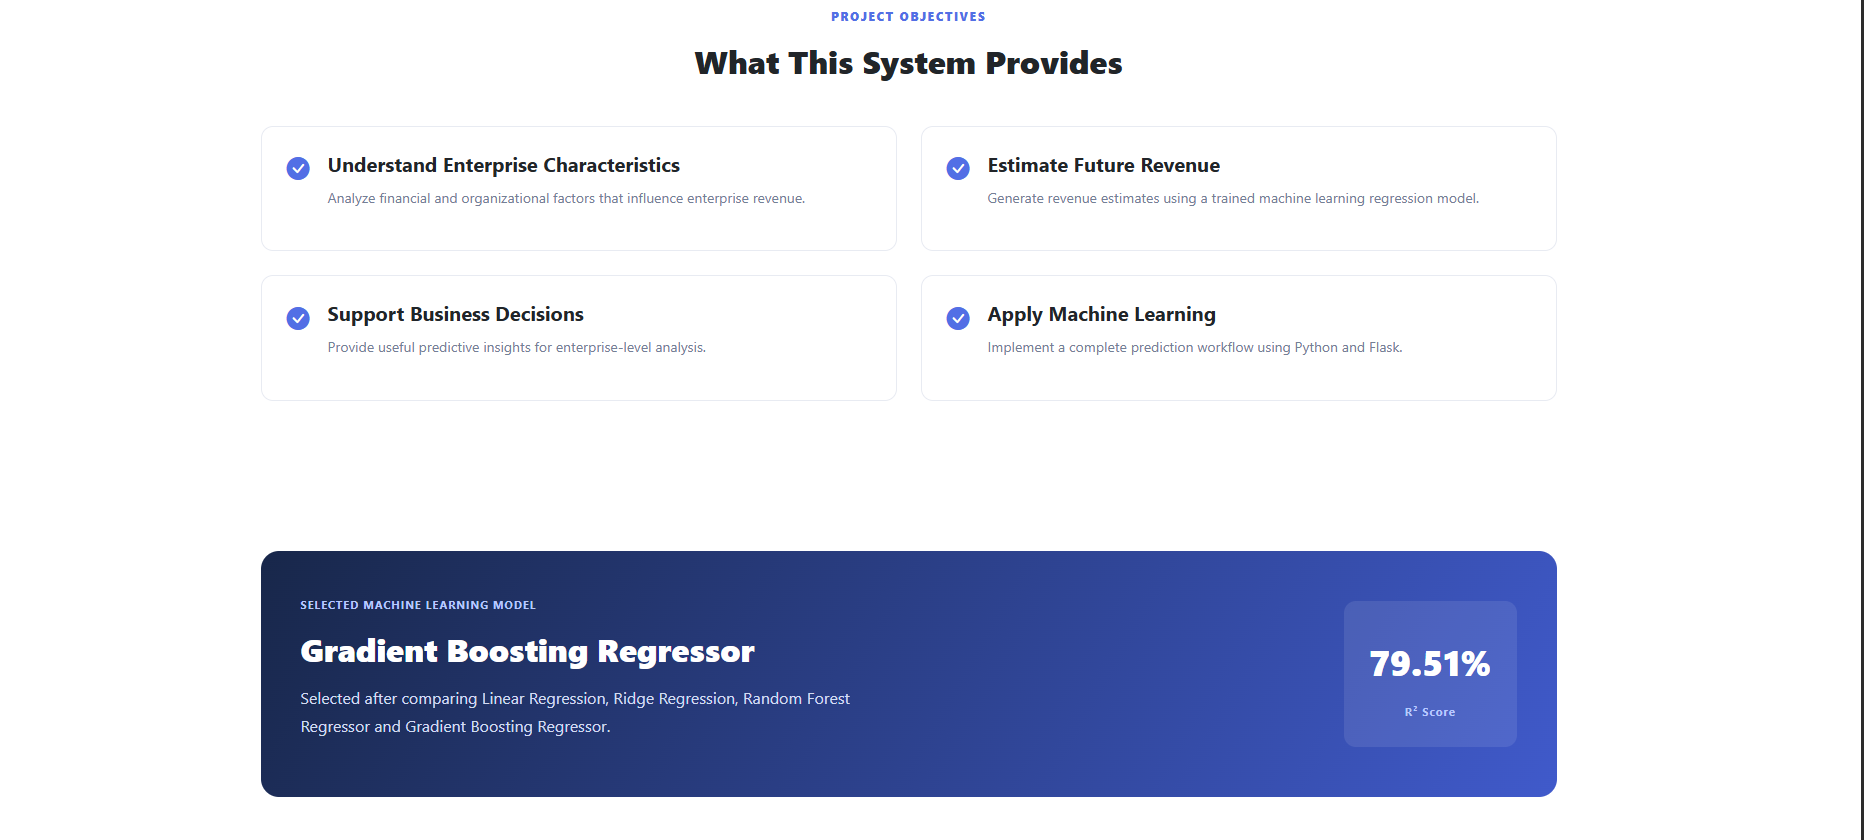 PROJECT OBJECTIVES
What This System Provides
Understand Enterprise Characteristics
Analyze financial and organizational factors that influence enterprise revenue.
Estimate Future Revenue
Generate revenue estimates using a trained machine learning regression model.
Support Business Decisions
Provide useful predictive insights for enterprise-level analysis.
Apply Machine Learning
Implement a complete prediction workflow using Python and Flask.
SELECTED MACHINE LEARNING MODEL
Gradient Boosting Regressor
Selected after comparing Linear Regression, Ridge Regression, Random Forest
Regressor and Gradient Boosting Regressor.
79.51%
R² Score